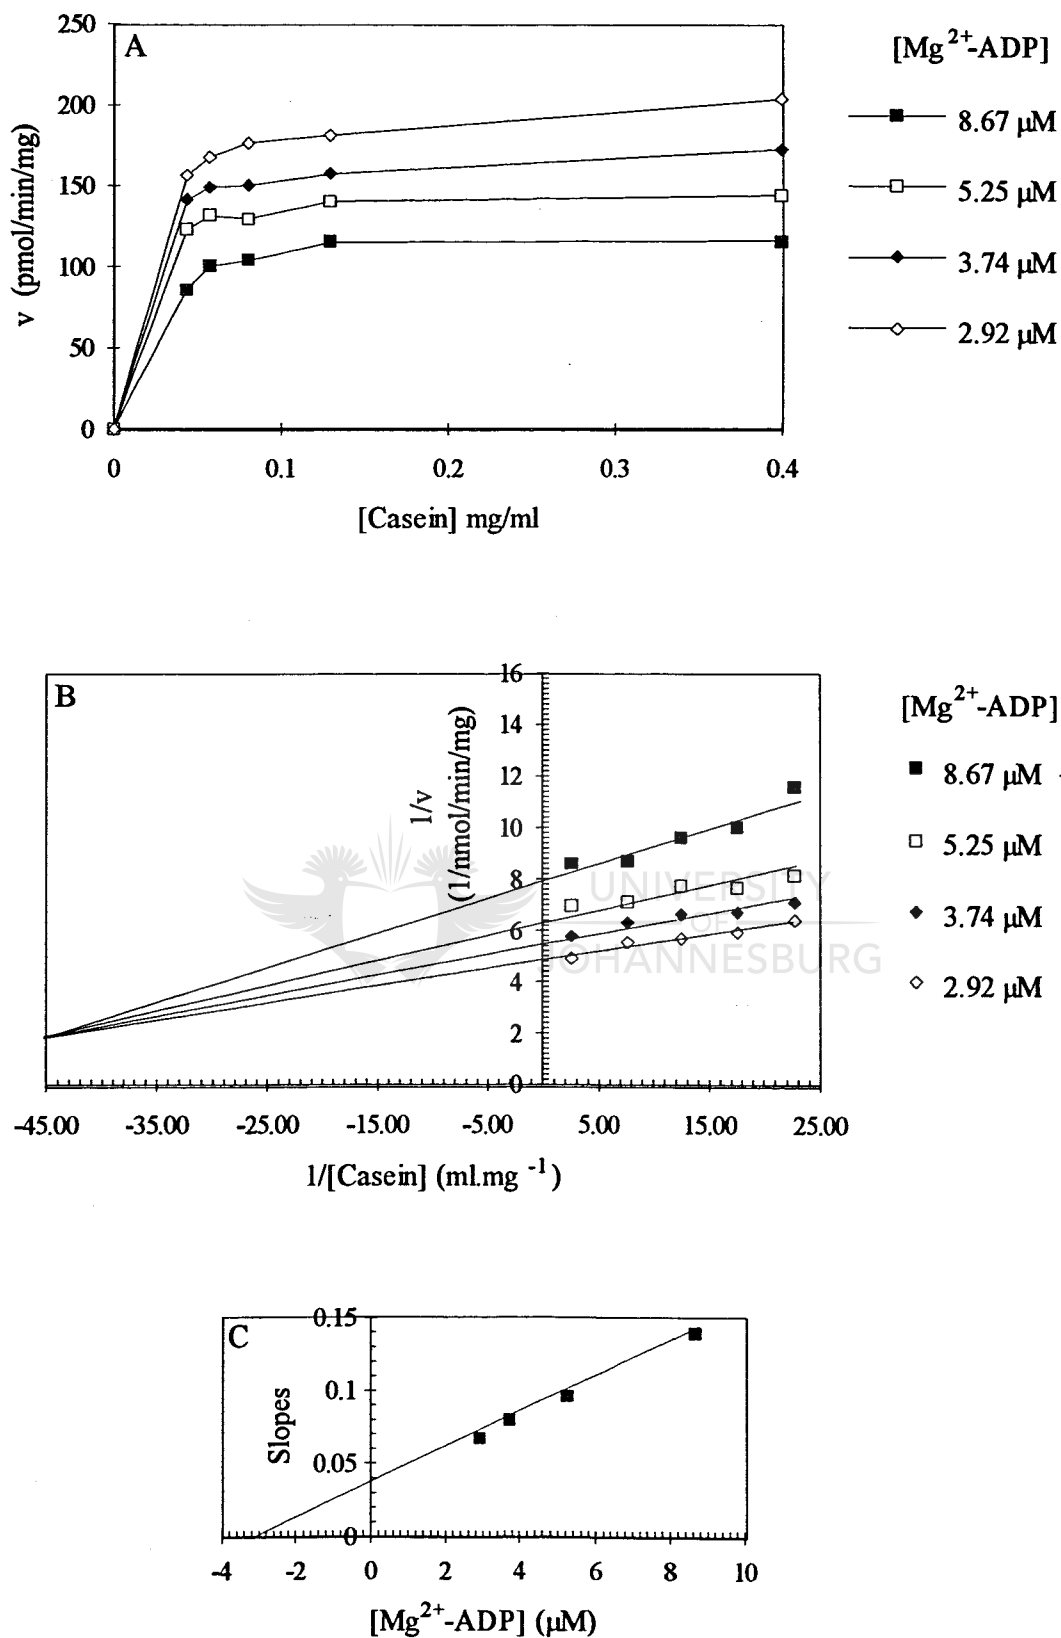 A
250
200
150
100
50
0
v (pmol/min/mg)
0 0.1 0.2 0.3 0.4
[Casein] mg/ml
[Mg2+-ADP]
8.67 µM
5.25 µM
3.74 µM
2.92 µM
B
16
14
12
10
8
6
4
2
0
1/v
(1/nmol/min/mg)
-45.00 -35.00 -25.00 -15.00 -5.00 5.00 15.00 25.00
1/[Casein] (ml.mg -1)
[Mg2+-ADP]
8.67 µM
5.25 µM
3.74 µM
2.92 µM
UNIVERSITY
OF
JOHANNESBURG
C
0.15
0.1
0.05
0
Slopes
-4 -2 0 2 4 6 8 10
[Mg2+-ADP] (µM)